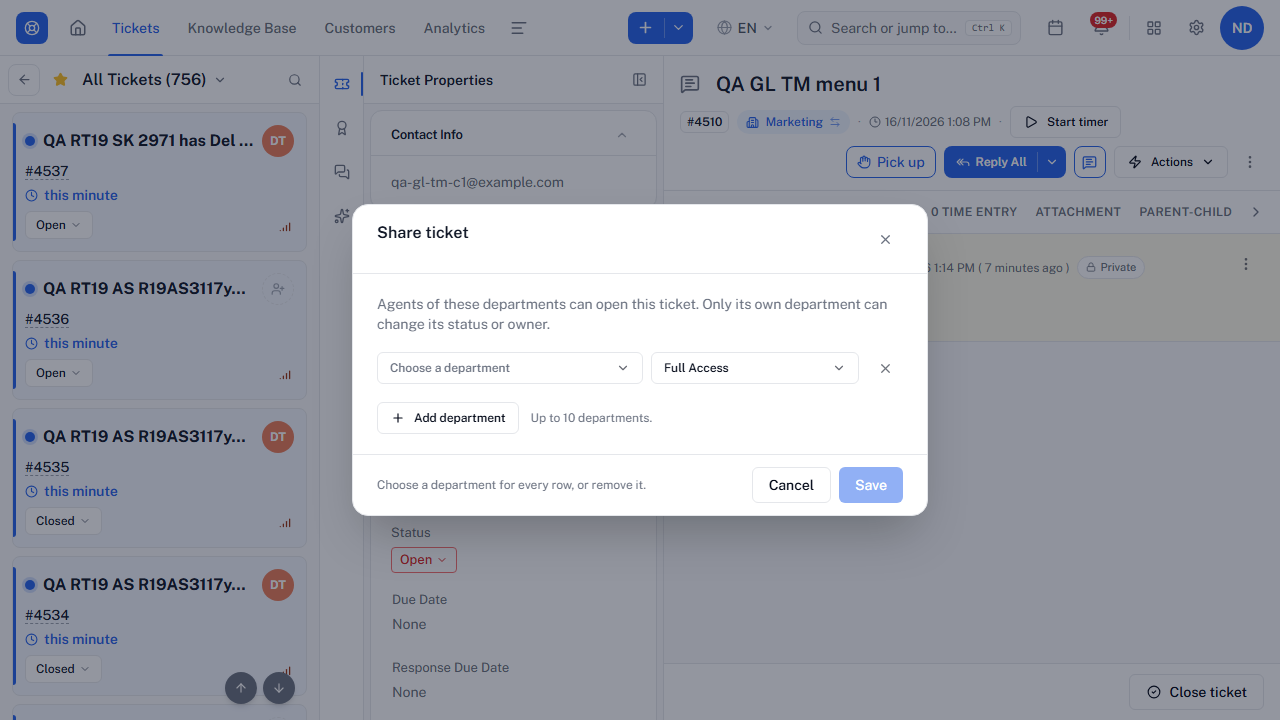 Tickets
Knowledge Base
Customers
Analytics
EN
Search or jump to...
Ctrl K
99+
ND
All Tickets (756)
QA RT19 SK 2971 has Del ...
DT
#4537
this minute
Open
QA RT19 AS R19AS3117y...
#4536
this minute
Open
QA RT19 AS R19AS3117y...
DT
#4535
this minute
Closed
QA RT19 AS R19AS3117y...
DT
#4534
this minute
Closed
Ticket Properties
Contact Info
qa-gl-tm-c1@example.com
Status
Open
Due Date
None
Response Due Date
None
QA GL TM menu 1
#4510
Marketing
16/11/2026 1:08 PM
Start timer
Pick up
Reply All
Actions
0 TIME ENTRY
ATTACHMENT
PARENT-CHILD
1:14 PM ( 7 minutes ago )
Private
Close ticket
Share ticket
Agents of these departments can open this ticket. Only its own department can
change its status or owner.
Choose a department
Full Access
Add department
Up to 10 departments.
Choose a department for every row, or remove it.
Cancel
Save